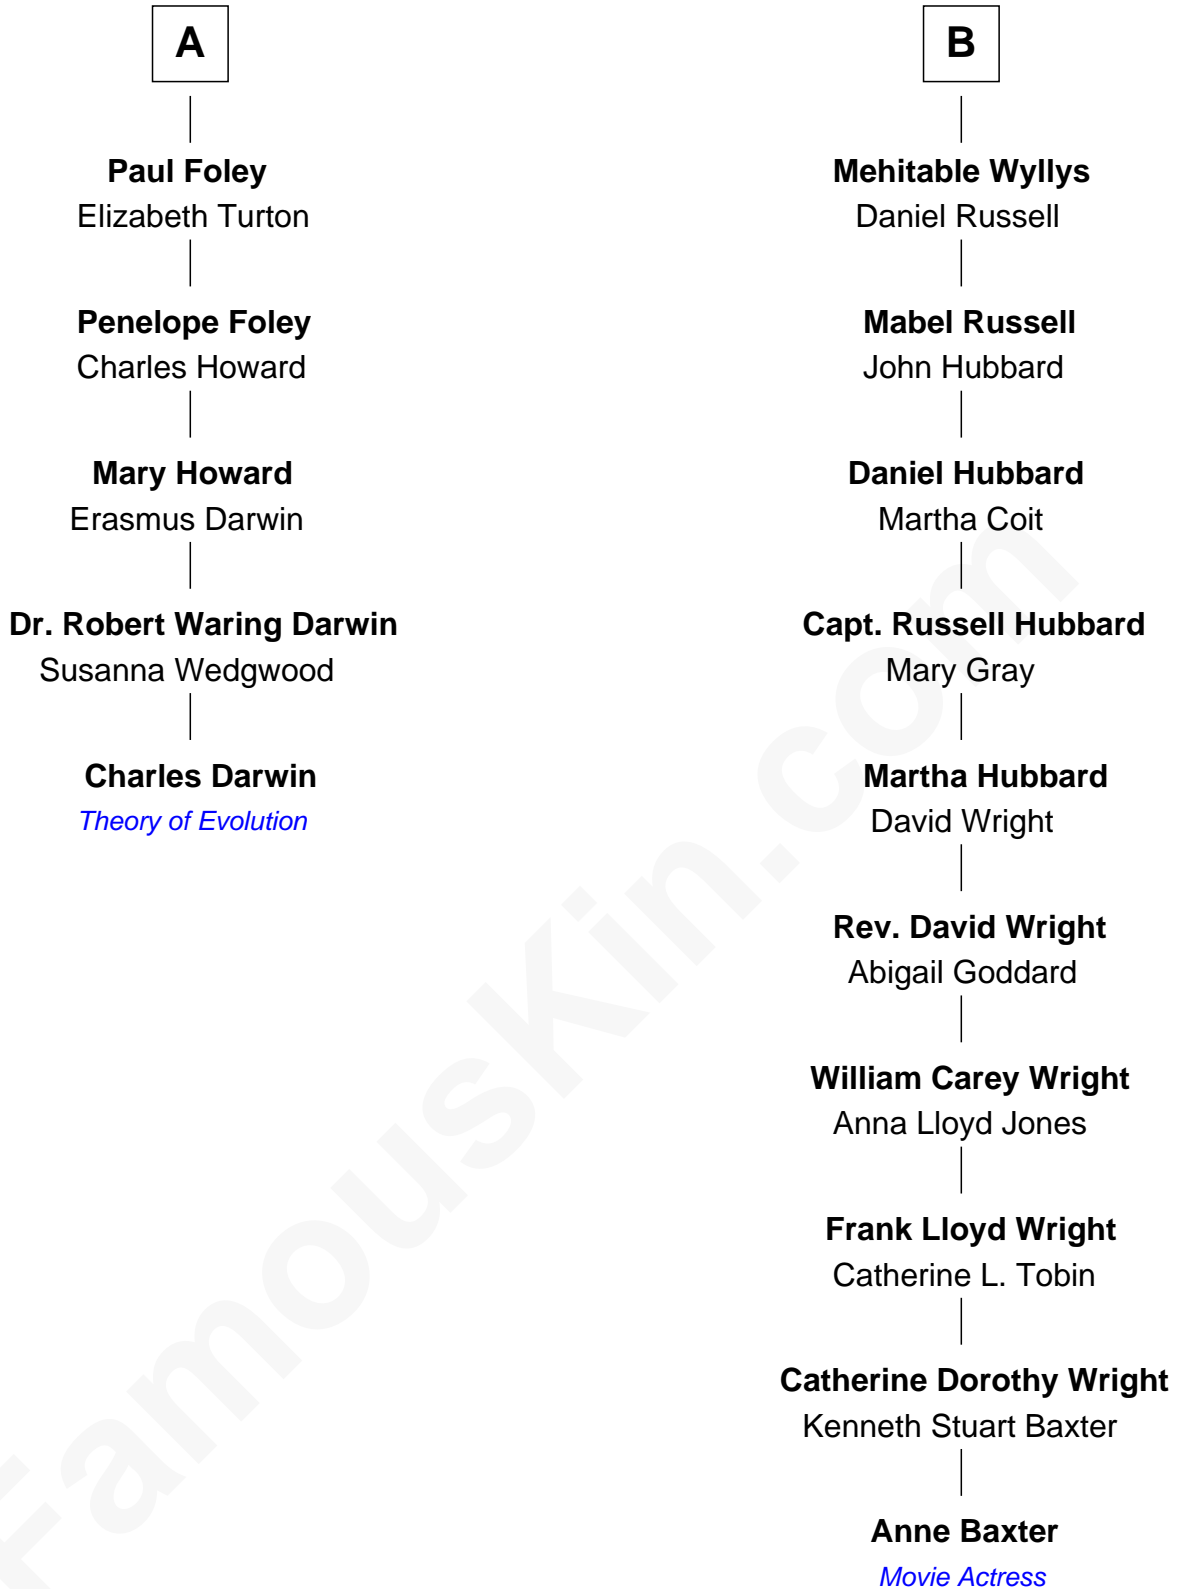 A
Paul Foley
Elizabeth Turton
Penelope Foley
Charles Howard
Mary Howard
Erasmus Darwin
Dr. Robert Waring Darwin
Susanna Wedgwood
Charles Darwin
Theory of Evolution
B
Mehitable Wyllys
Daniel Russell
Mabel Russell
John Hubbard
Daniel Hubbard
Martha Coit
Capt. Russell Hubbard
Mary Gray
Martha Hubbard
David Wright
Rev. David Wright
Abigail Goddard
William Carey Wright
Anna Lloyd Jones
Frank Lloyd Wright
Catherine L. Tobin
Catherine Dorothy Wright
Kenneth Stuart Baxter
Anne Baxter
Movie Actress
FamousKin.com